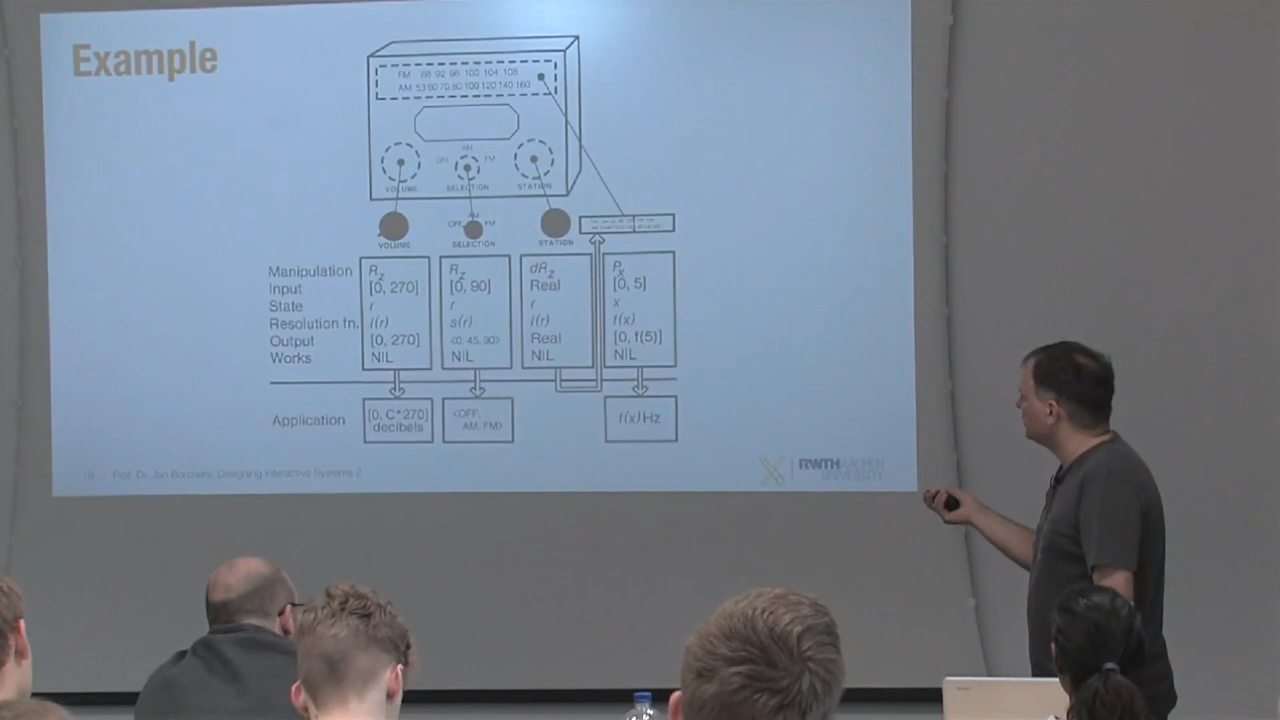 Example
FM 88 92 96 100 104 108
AM 53 60 70 80 100 120 140 160
AM
OFF FM
VOLUME SELECTION STATION
AM
OFF FM
VOLUME SELECTION STATION
Manipulation Rz Rz dRz Px
Input [0, 270] [0, 90] Real [0, 5]
State r r r x
Resolution fn. I(r) s(r) I(r) f(x)
Output [0, 270] <0, 45, 90> Real [0, f(5)]
Works NIL NIL NIL NIL
Application [0, C*270] decibels <OFF, AM, FM> f(x) Hz
Prof. Dr. Jan Borchers: Designing Interactive Systems 2
RWTH AACHEN
UNIVERSITY